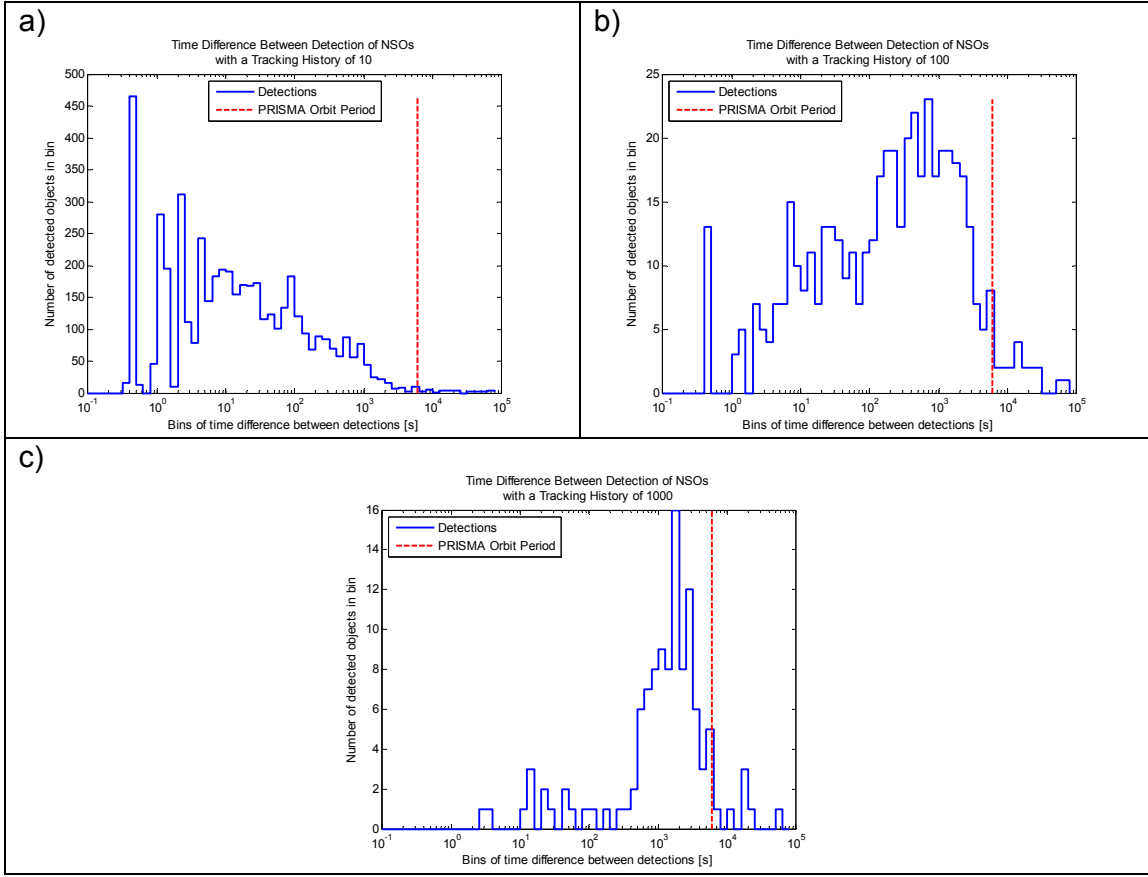 a)
Time Difference Between Detection of NSOs
with a Tracking History of 10
500
450
400
350
300
250
200
150
100
50
0
Number of detected objects in bin
Detections
PRISMA Orbit Period
10^-1 10^0 10^1 10^2 10^3 10^4 10^5
Bins of time difference between detections [s]
b)
Time Difference Between Detection of NSOs
with a Tracking History of 100
25
20
15
10
5
0
Number of detected objects in bin
Detections
PRISMA Orbit Period
10^-1 10^0 10^1 10^2 10^3 10^4 10^5
Bins of time difference between detections [s]
c)
Time Difference Between Detection of NSOs
with a Tracking History of 1000
16
14
12
10
8
6
4
2
0
Number of detected objects in bin
Detections
PRISMA Orbit Period
10^-1 10^0 10^1 10^2 10^3 10^4 10^5
Bins of time difference between detections [s]